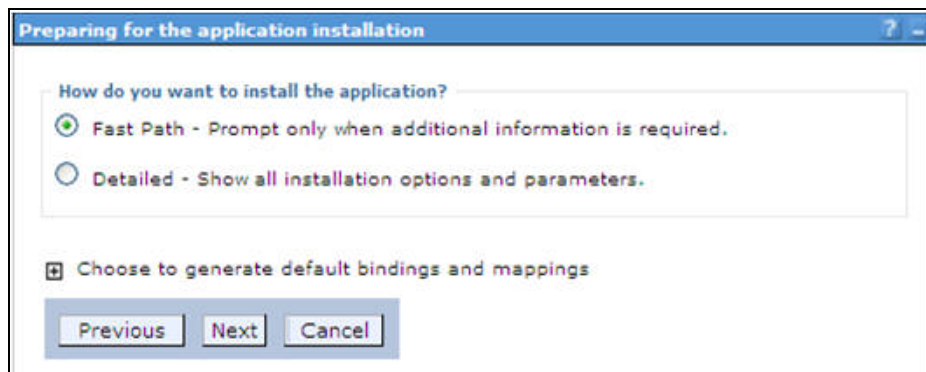 Preparing for the application installation ? -
How do you want to install the application?
Fast Path - Prompt only when additional information is required.
Detailed - Show all installation options and parameters.
Choose to generate default bindings and mappings
Previous Next Cancel